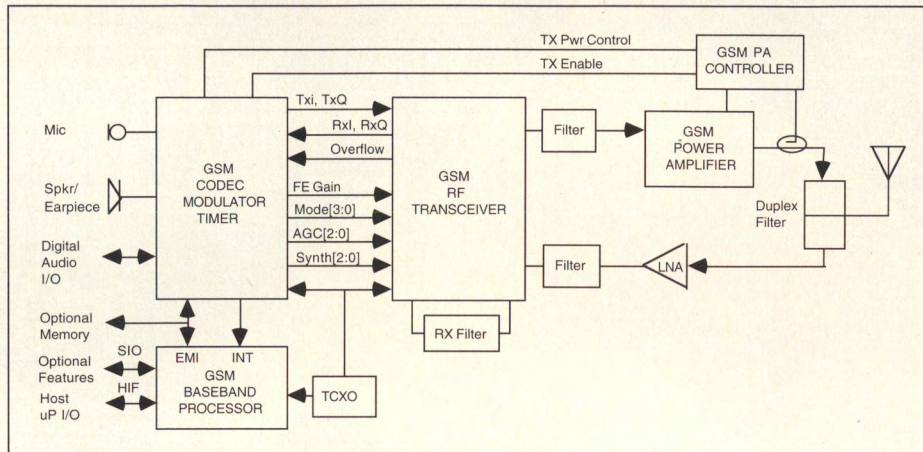 TX Pwr Control
TX Enable
GSM PA
CONTROLLER
Mic
Spkr/
Earpiece
Digital
Audio
I/O
Optional
Memory
Optional
Features
Host
uP I/O
SIO
HIF
GSM
CODEC
MODULATOR
TIMER
Txi, TxQ
RxI, RxQ
Overflow
FE Gain
Mode[3:0]
AGC[2:0]
Synth[2:0]
GSM
RF
TRANSCEIVER
Filter
GSM
POWER
AMPLIFIER
Duplex
Filter
Filter
LNA
RX Filter
EMI INT
GSM
BASEBAND
PROCESSOR
TCXO